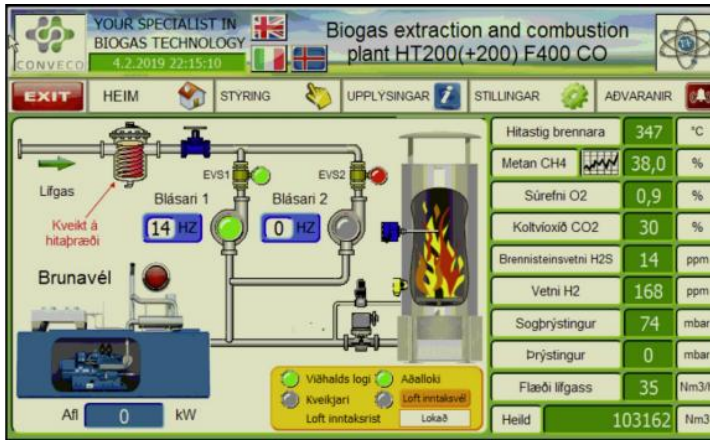 CONVECO
YOUR SPECIALIST IN
BIOGAS TECHNOLOGY
4.2.2019 22:15:10
Biogas extraction and combustion
plant HT200(+200) F400 CO
EXIT
HEIM
STÝRING
UPPLÝSINGAR
STILLINGAR
AÐVARANIR
Lífgas
Kveikt á
hitaþræði
EVS1
EVS2
Blásari 1
14 HZ
Blásari 2
0 HZ
Brunavél
Afl 0 kW
Viðhalds logi
Aðalloki
Kveikjari
Loft inntaksvél
Loft inntaksrist
Lokað
Hitastig brennara 347 °C
Metan CH4 38,0 %
Súrefni O2 0,9 %
Koltvíoxíð CO2 30 %
Brennisteinsvetni H2S 14 ppm
Vetni H2 168 ppm
Sogþrýstingur 74 mbar
Þrýstingur 0 mbar
Flæði lífgass 35 Nm3/h
Heild 103162 Nm3